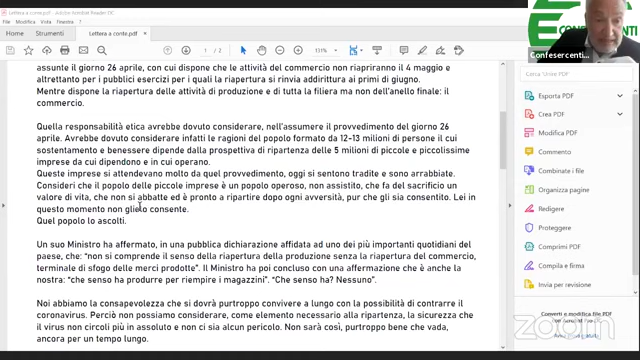 Lettera a conte.pdf - Adobe Acrobat Reader DC
File Modifica Vista Finestra ?
Home Strumenti Lettera a conte.pdf
1 / 2 131%
assunte il giorno 26 aprile, con cui dispone che le attività del commercio non riapriranno il 4 maggio e
altrettanto per i pubblici esercizi per i quali la riapertura si rinvia addirittura ai primi di giugno.
Mentre dispone la riapertura delle attività di produzione e di tutta la filiera ma non dell'anello finale: il
commercio.
Quella responsabilità etica avrebbe dovuto considerare, nell'assumere il provvedimento del giorno 26
aprile. Avrebbe dovuto considerare infatti le ragioni del popolo formato da 12-13 milioni di persone il cui
sostentamento e benessere dipende dalla prospettiva di ripartenza delle 5 milioni di piccole e piccolissime
imprese da cui dipendono e in cui operano.
Queste imprese si attendevano molto da quel provvedimento, oggi si sentono tradite e sono arrabbiate.
Consideri che il popolo delle piccole imprese è un popolo operoso, non assistito, che fa del sacrificio un
valore di vita, che non si abbatte ed è pronto a ripartire dopo ogni avversità, pur che gli sia consentito. Lei in
questo momento non glielo consente.
Quel popolo lo ascolti.
Un suo Ministro ha affermato, in una pubblica dichiarazione affidata ad uno dei più importanti quotidiani del
paese, che: "non si comprende il senso della riapertura della produzione senza la riapertura del commercio,
terminale di sfogo delle merci prodotte". Il Ministro ha poi concluso con una affermazione che è anche la
nostra: "che senso ha produrre per riempire i magazzini". "Che senso ha? Nessuno".
Noi abbiamo la consapevolezza che si dovrà purtroppo convivere a lungo con la possibilità di contrarre il
coronavirus. Perciò non possiamo considerare, come elemento necessario alla ripartenza, la sicurezza che
il virus non circoli più in assoluto e non ci sia alcun pericolo. Non sarà così, purtroppo bene che vada,
ancora per un tempo lungo.
Confesercenti...
Cerca 'Unire PDF'
Esporta PDF
Crea PDF
Modifica PDF
Commento
Combinate i file
Organizza pagine
Redigere
Proteggere
Comprimi PDF
Compila e firma
Invia per revisione
Converti e modifica file PDF
zoom